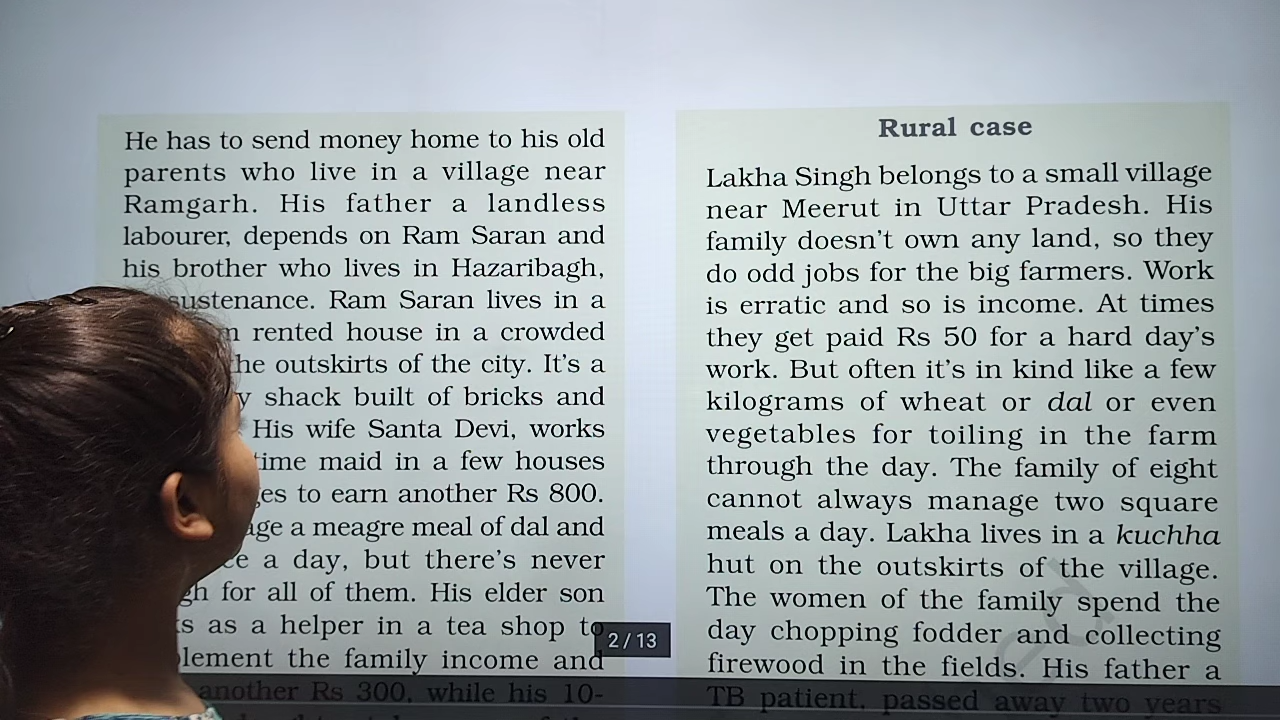 He has to send money home to his old
parents who live in a village near
Ramgarh. His father a landless
labourer, depends on Ram Saran and
his brother who lives in Hazaribagh,
sustenance. Ram Saran lives in a
rented house in a crowded
the outskirts of the city. It's a
shack built of bricks and
His wife Santa Devi, works
time maid in a few houses
to earn another Rs 800.
a meagre meal of dal and
a day, but there's never
for all of them. His elder son
as a helper in a tea shop to
the family income and
another Rs 300, while his 10-
Rural case
Lakha Singh belongs to a small village
near Meerut in Uttar Pradesh. His
family doesn't own any land, so they
do odd jobs for the big farmers. Work
is erratic and so is income. At times
they get paid Rs 50 for a hard day's
work. But often it's in kind like a few
kilograms of wheat or dal or even
vegetables for toiling in the farm
through the day. The family of eight
cannot always manage two square
meals a day. Lakha lives in a kuchha
hut on the outskirts of the village.
The women of the family spend the
day chopping fodder and collecting
firewood in the fields. His father a
TB patient, passed away two years
2 / 13